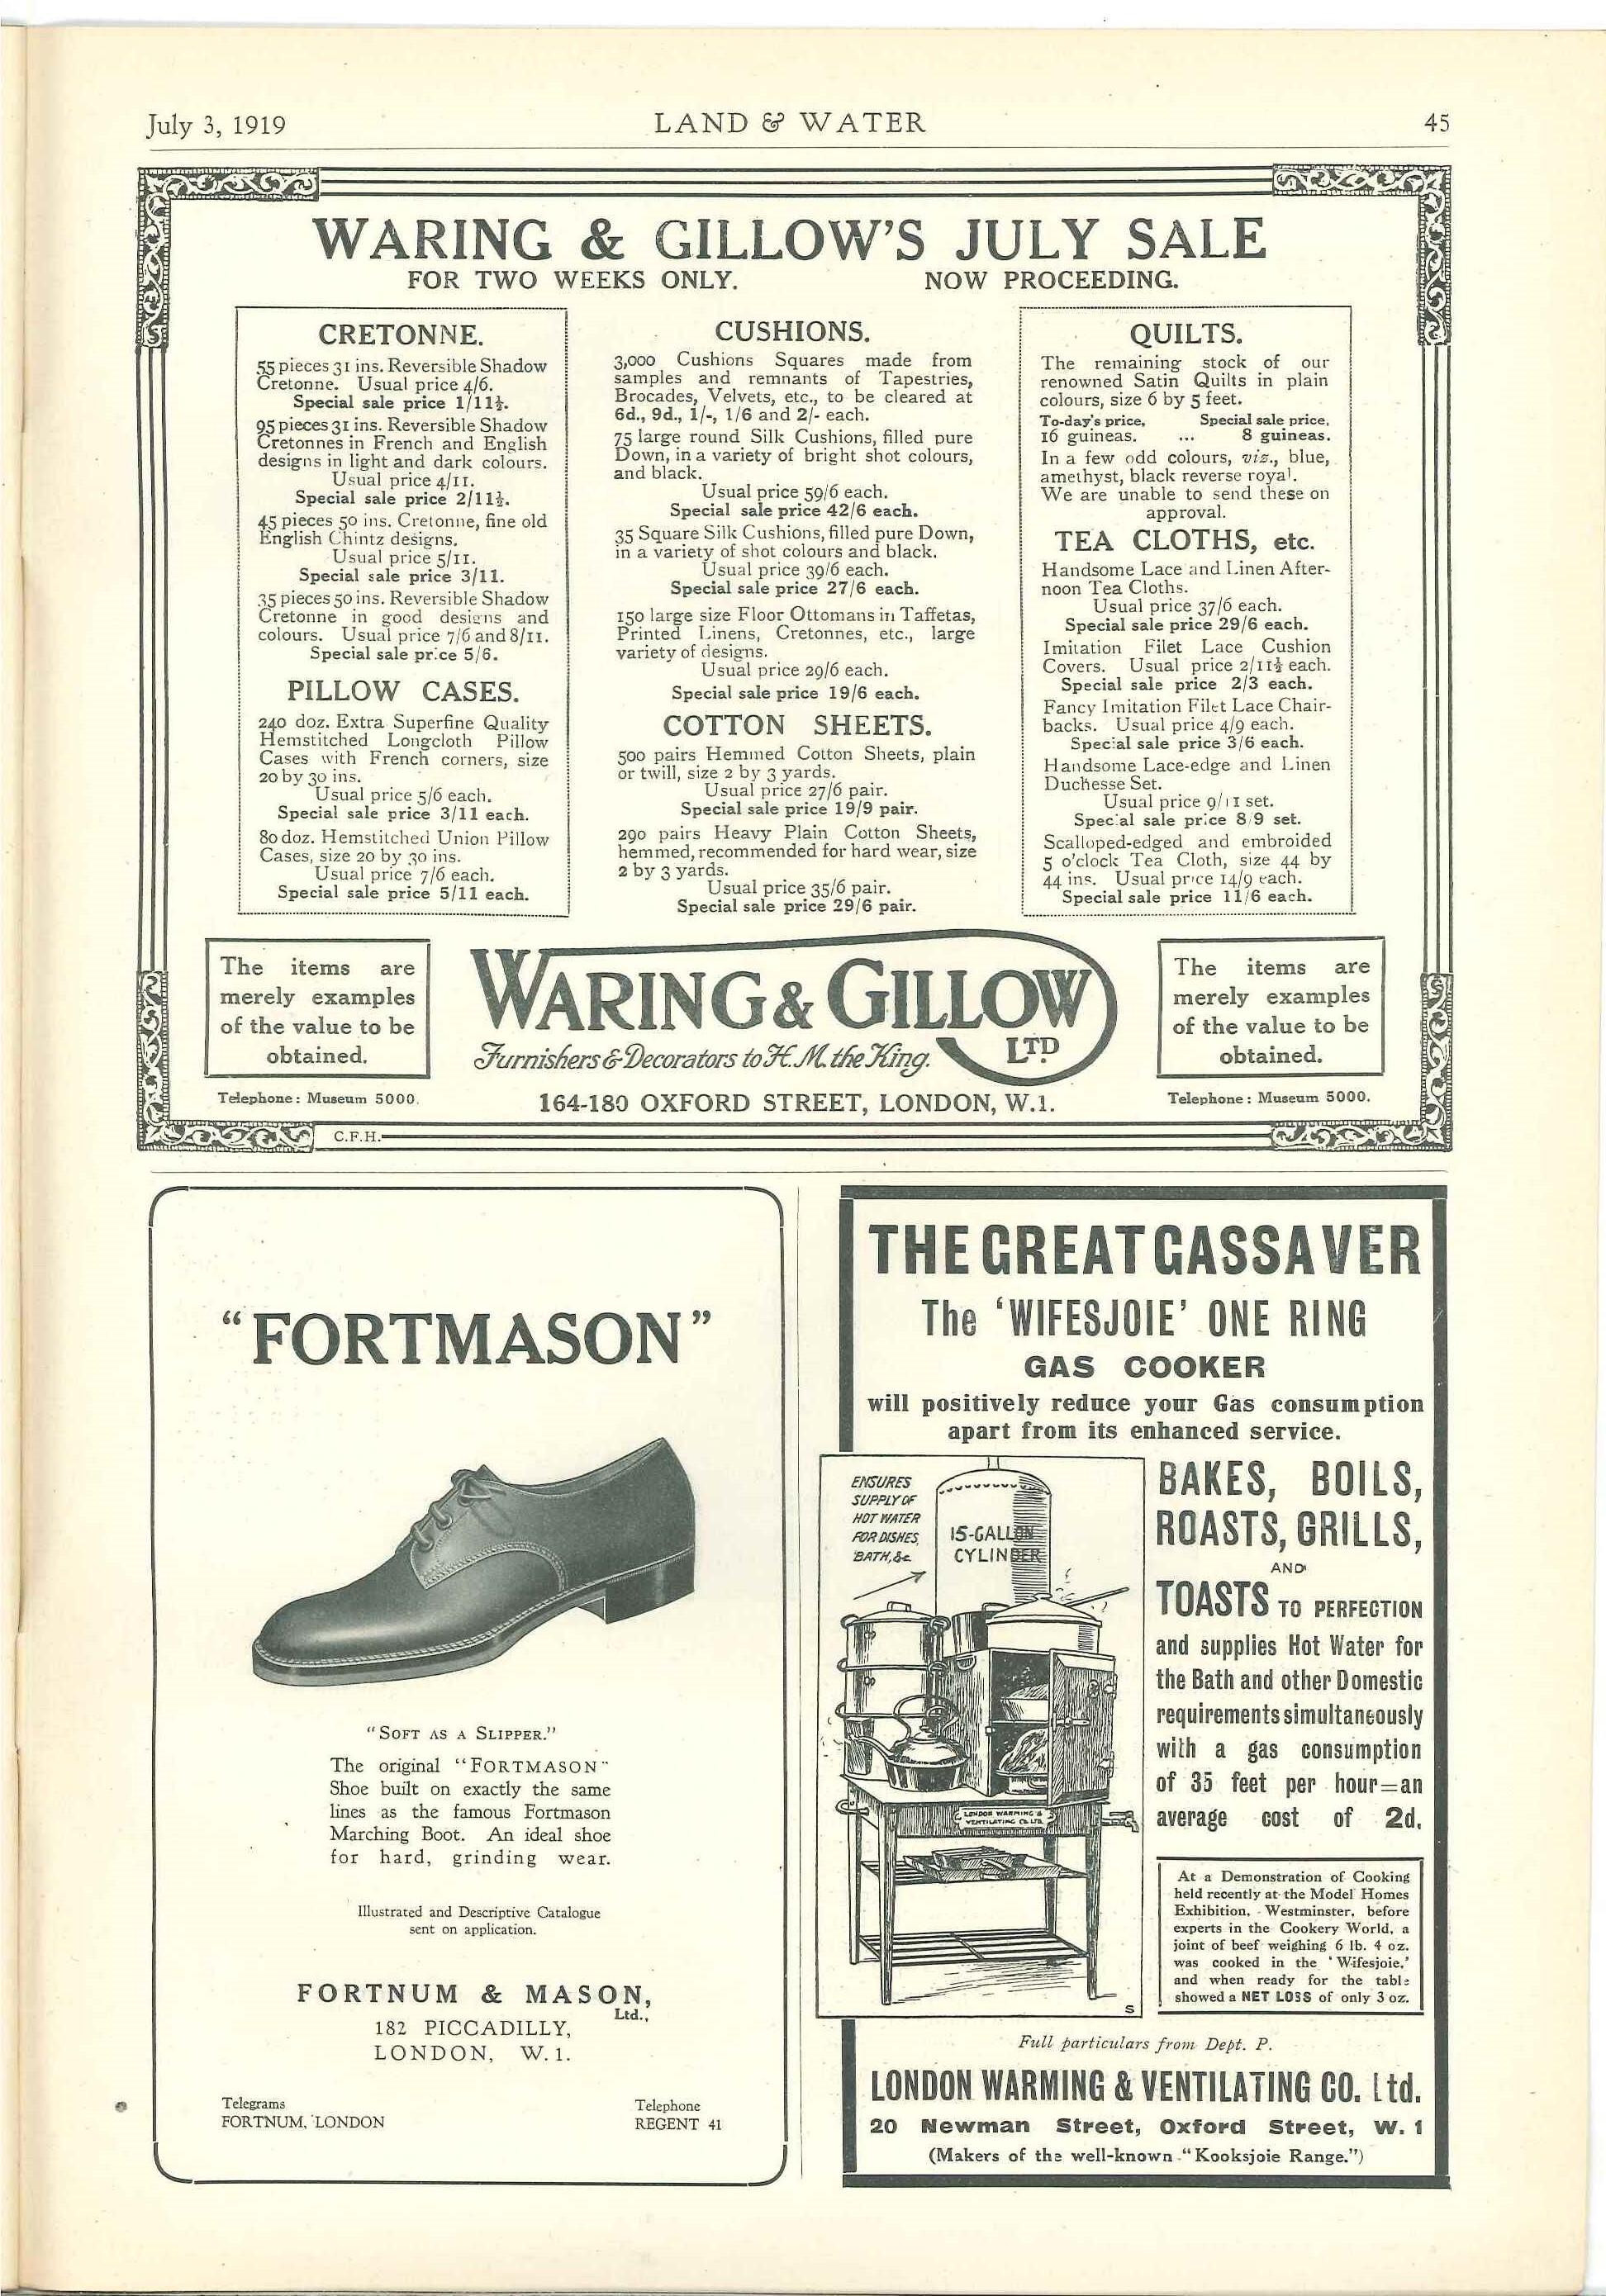 July 3, 1919
LAND & WATER
45
WARING & GILLOW'S JULY SALE
FOR TWO WEEKS ONLY. NOW PROCEEDING.
CRETONNE.
55 pieces 31 ins. Reversible Shadow
Cretonne. Usual price 4/6.
Special sale price 1/11½.
95 pieces 31 ins. Reversible Shadow
Cretonnes in French and English
designs in light and dark colours.
Usual price 4/11.
Special sale price 2/11½.
45 pieces 50 ins. Cretonne, fine old
English Chintz designs.
Usual price 5/11.
Special sale price 3/11.
35 pieces 50 ins. Reversible Shadow
Cretonne in good designs and
colours. Usual price 7/6 and 8/11.
Special sale price 5/6.
PILLOW CASES.
240 doz. Extra Superfine Quality
Hemstitched Longcloth Pillow
Cases with French corners, size
20 by 30 ins.
Usual price 5/6 each.
Special sale price 3/11 each.
80 doz. Hemstitched Union Pillow
Cases, size 20 by 30 ins.
Usual price 7/6 each.
Special sale price 5/11 each.
CUSHIONS.
3,000 Cushions Squares made from
samples and remnants of Tapestries,
Brocades, Velvets, etc., to be cleared at
6d., 9d., 1/-, 1/6 and 2/- each.
75 large round Silk Cushions, filled pure
Down, in a variety of bright shot colours,
and black.
Usual price 59/6 each.
Special sale price 42/6 each.
35 Square Silk Cushions, filled pure Down,
in a variety of shot colours and black.
Usual price 39/6 each.
Special sale price 27/6 each.
150 large size Floor Ottomans in Taffetas,
Printed Linens, Cretonnes, etc., large
variety of designs.
Usual price 29/6 each.
Special sale price 19/6 each.
COTTON SHEETS.
500 pairs Hemmed Cotton Sheets, plain
or twill, size 2 by 3 yards.
Usual price 27/6 pair.
Special sale price 19/9 pair.
290 pairs Heavy Plain Cotton Sheets,
hemmed, recommended for hard wear, size
2 by 3 yards.
Usual price 35/6 pair.
Special sale price 29/6 pair.
QUILTS.
The remaining stock of our
renowned Satin Quilts in plain
colours, size 6 by 5 feet.
To-day's price, Special sale price,
16 guineas. ... 8 guineas.
In a few odd colours, viz., blue,
amethyst, black reverse royal.
We are unable to send these on
approval.
TEA CLOTHS, etc.
Handsome Lace and Linen After-
noon Tea Cloths.
Usual price 37/6 each.
Special sale price 29/6 each.
Imitation Filet Lace Cushion
Covers. Usual price 2/11½ each.
Special sale price 2/3 each.
Fancy Imitation Filet Lace Chair-
backs. Usual price 4/9 each.
Special sale price 3/6 each.
Handsome Lace-edge and Linen
Duchesse Set.
Usual price 9/11 set.
Special sale price 8/9 set.
Scalloped-edged and embroided
5 o'clock Tea Cloth, size 44 by
44 ins. Usual price 14/9 each.
Special sale price 11/6 each.
The items are
merely examples
of the value to be
obtained.
Telephone: Museum 5000.
WARING & GILLOW
LTD
Furnishers & Decorators to H. M. the King.
164-180 OXFORD STREET, LONDON, W.1.
The items are
merely examples
of the value to be
obtained.
Telephone: Museum 5000.
C.F.H.
"FORTMASON"
"SOFT AS A SLIPPER."
The original "FORTMASON"
Shoe built on exactly the same
lines as the famous Fortmason
Marching Boot. An ideal shoe
for hard, grinding wear.
Illustrated and Descriptive Catalogue
sent on application.
FORTNUM & MASON,
Ltd.,
182 PICCADILLY,
LONDON, W. 1.
Telegrams
FORTNUM, LONDON
Telephone
REGENT 41
THE GREAT GAS SAVER
The 'WIFESJOIE' ONE RING
GAS COOKER
will positively reduce your Gas consumption
apart from its enhanced service.
ENSURES
SUPPLY OF
HOT WATER
FOR DISHES,
BATH, &c
15-GALLON
CYLINDER
LONDON WARMING &
VENTILATING Co LTD.
S
BAKES, BOILS,
ROASTS, GRILLS,
AND
TOASTS TO PERFECTION
and supplies Hot Water for
the Bath and other Domestic
requirements simultaneously
with a gas consumption
of 35 feet per hour=an
average cost of 2d.
At a Demonstration of Cooking
held recently at the Model Homes
Exhibition, Westminster, before
experts in the Cookery World, a
joint of beef weighing 6 lb. 4 oz.
was cooked in the 'Wifesjoie,'
and when ready for the table
showed a NET LOSS of only 3 oz.
Full particulars from Dept. P.
LONDON WARMING & VENTILATING CO. Ltd.
20 Newman Street, Oxford Street, W. 1
(Makers of the well-known "Kooksjoie Range.")